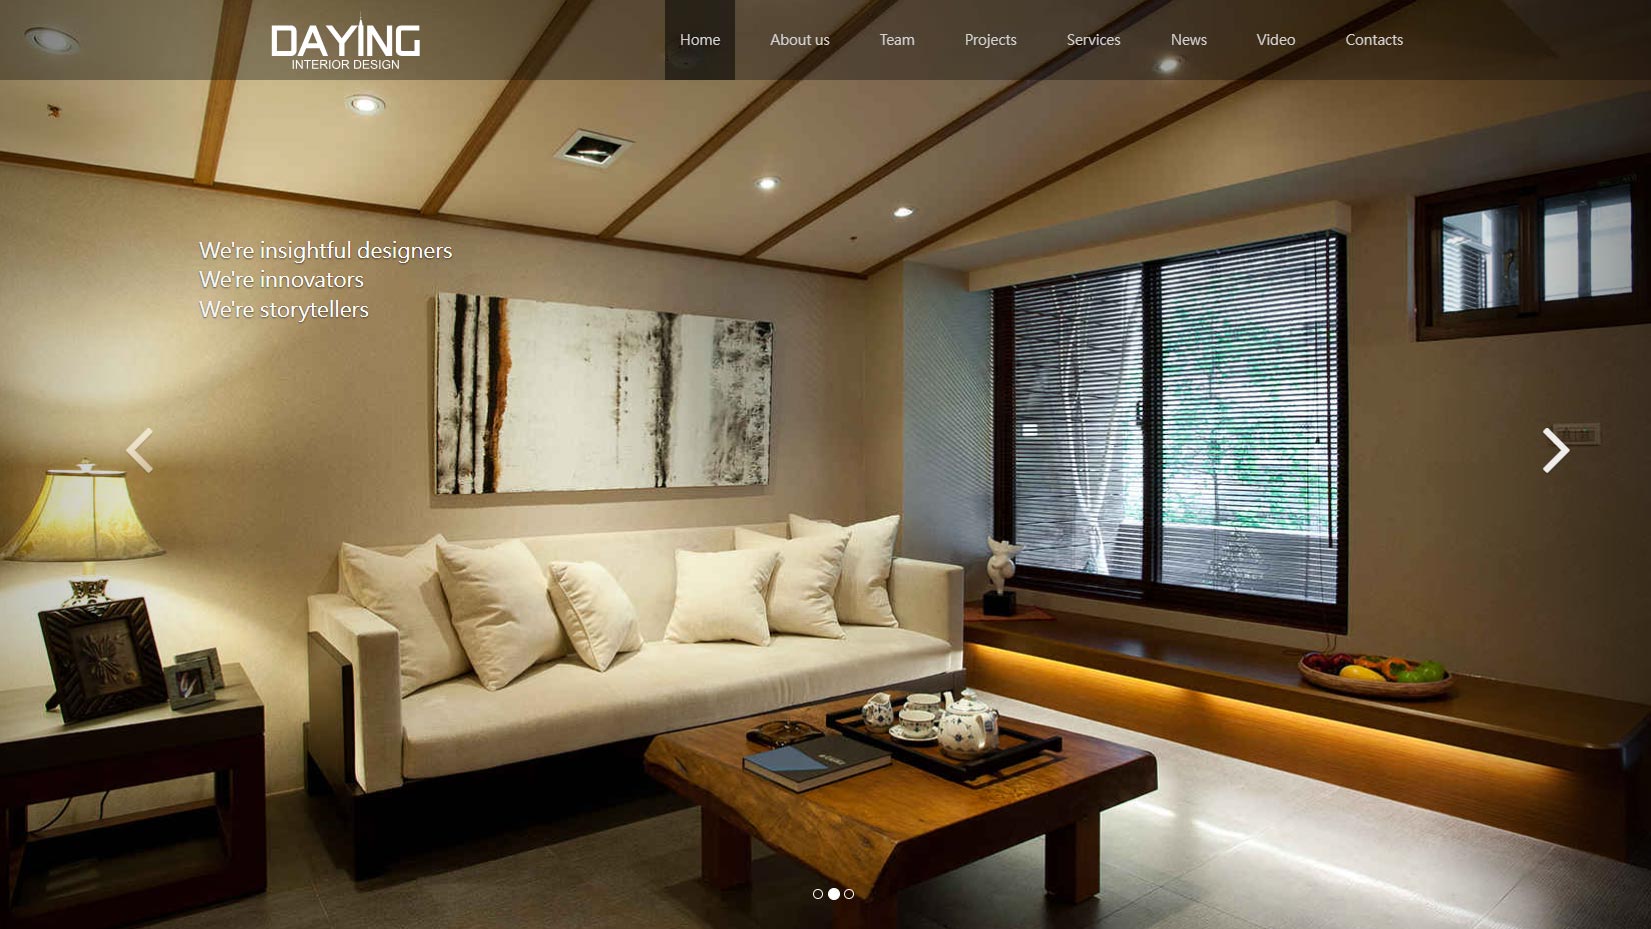 DAYING
INTERIOR DESIGN
Home
About us
Team
Projects
Services
News
Video
Contacts
We're insightful designers
We're innovators
We're storytellers